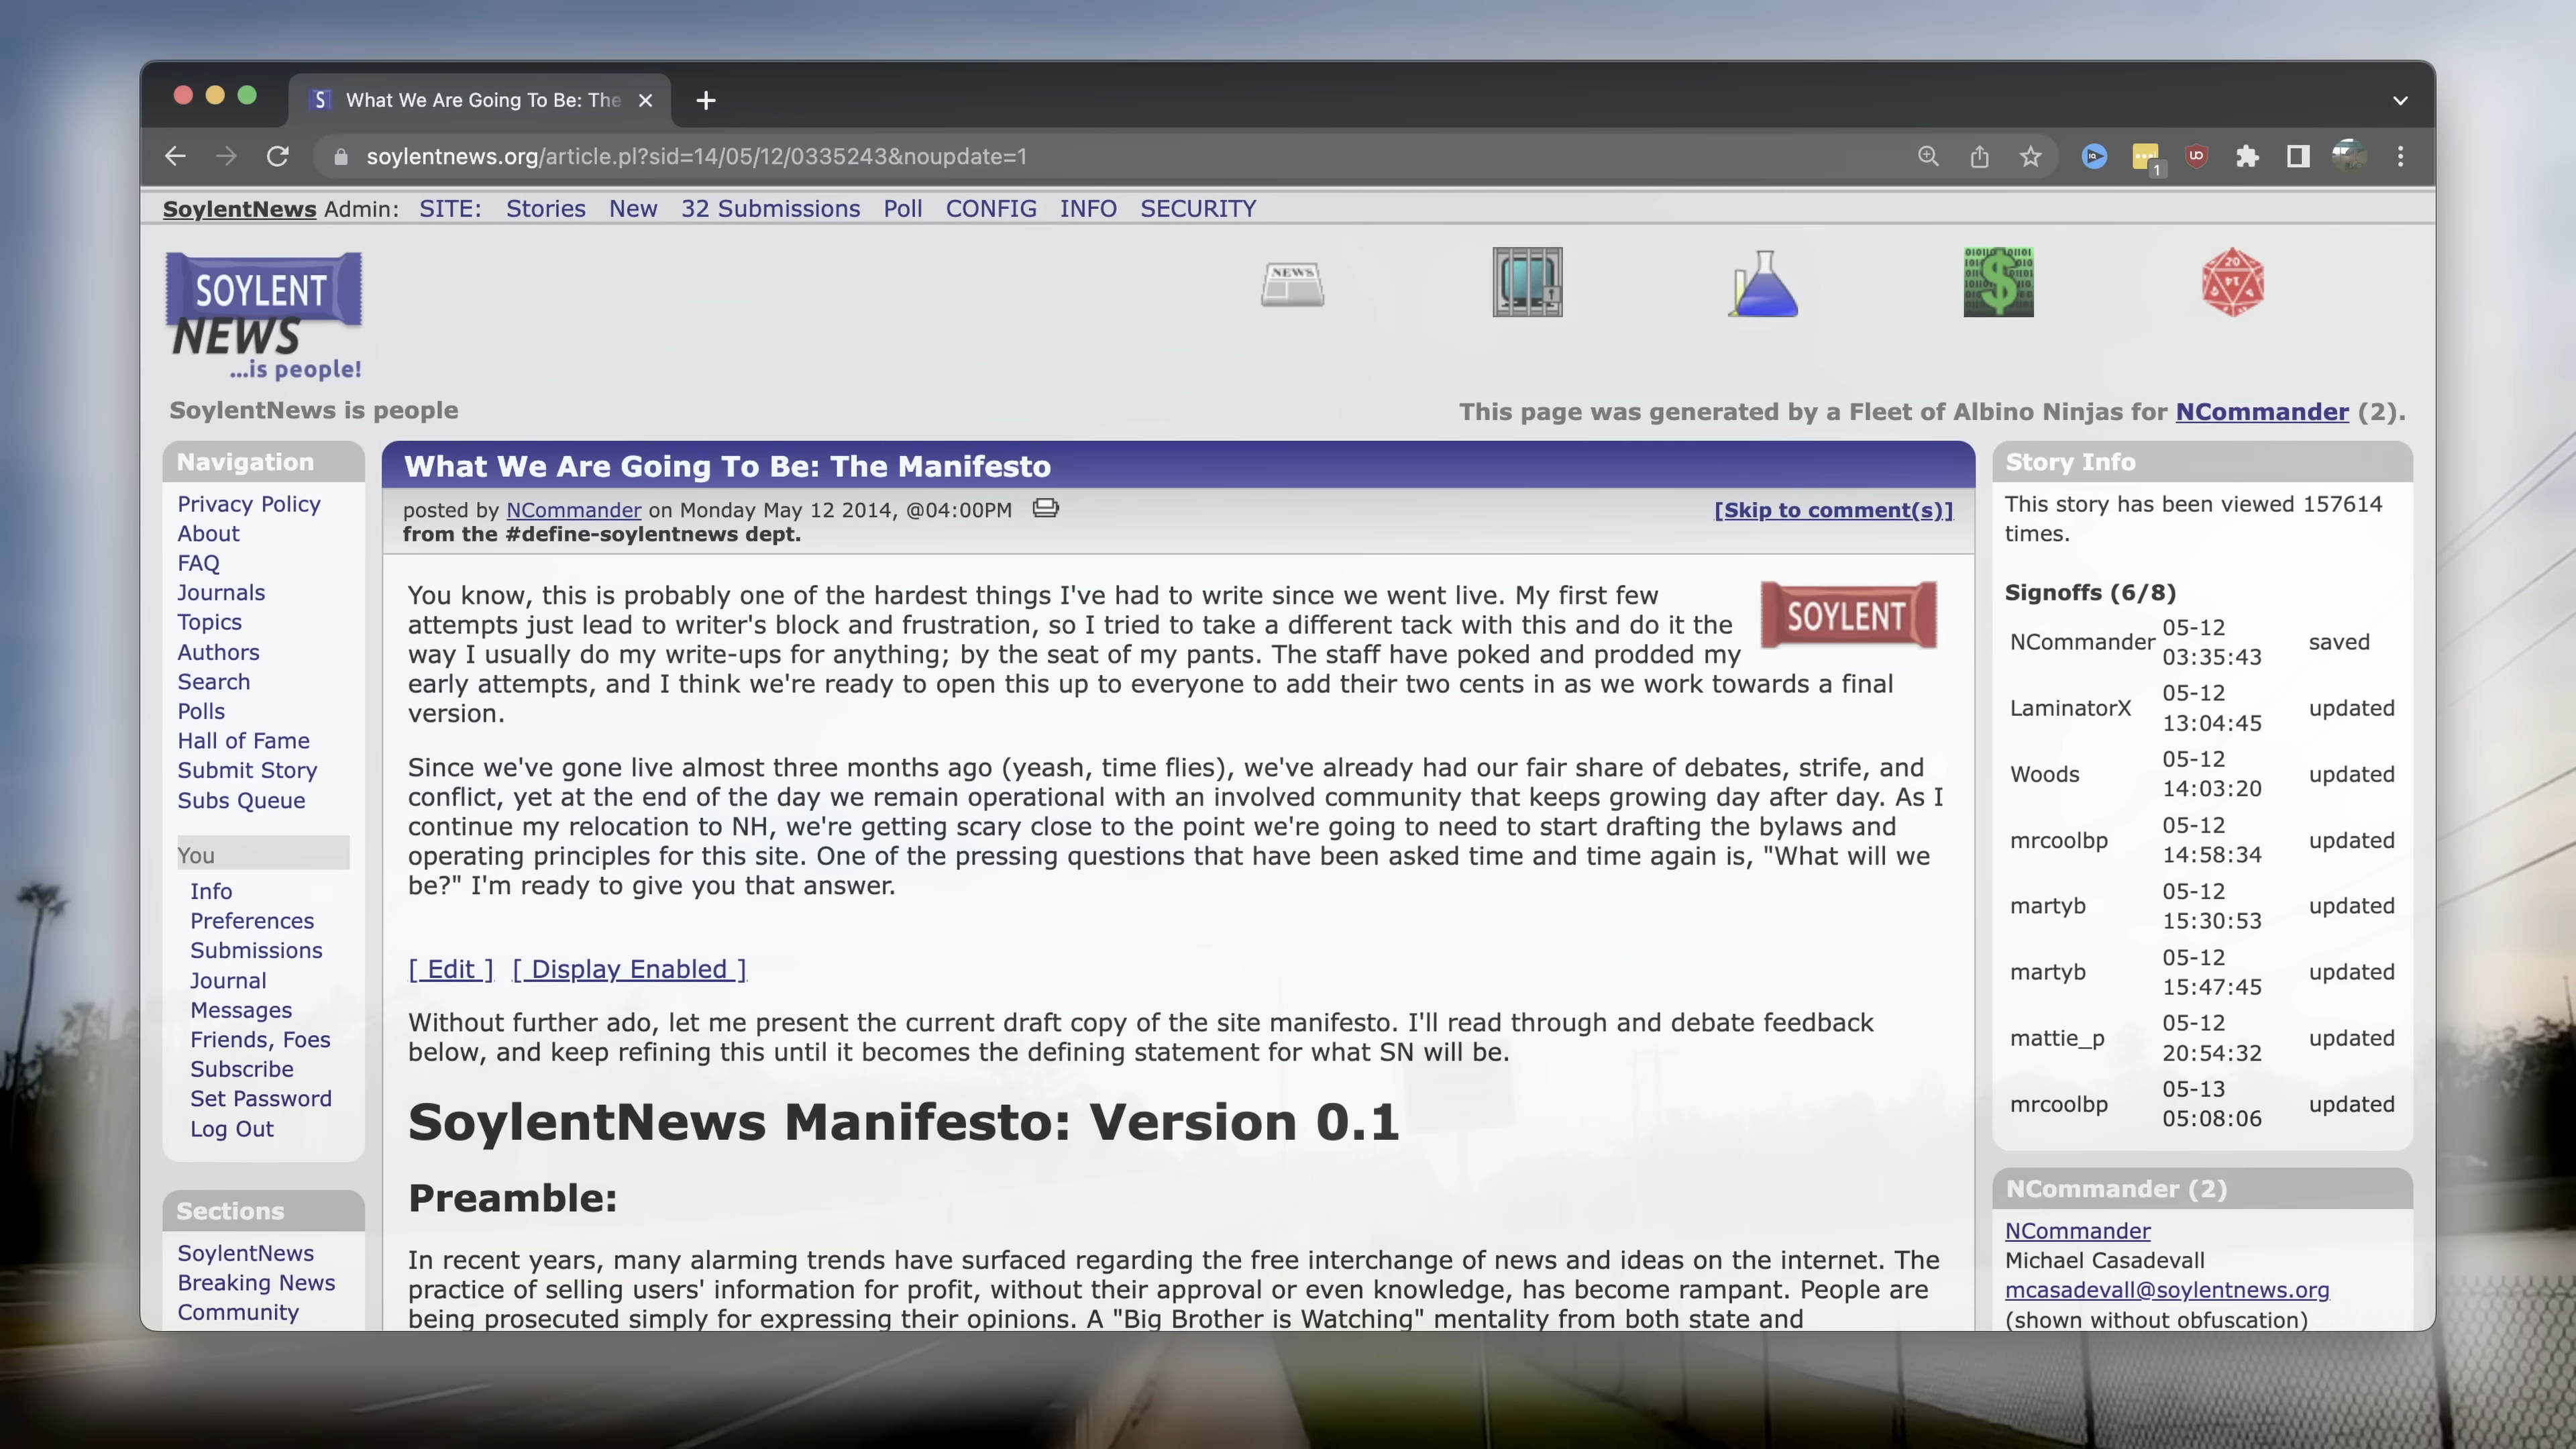 What We Are Going To Be: The
soylentnews.org/article.pl?sid=14/05/12/0335243&noupdate=1
1
SoylentNews Admin: SITE: Stories New 32 Submissions Poll CONFIG INFO SECURITY
SOYLENT
NEWS
...is people!
NEWS
20
14
SoylentNews is people
This page was generated by a Fleet of Albino Ninjas for NCommander (2).
Navigation
Privacy Policy
About
FAQ
Journals
Topics
Authors
Search
Polls
Hall of Fame
Submit Story
Subs Queue
You
Info
Preferences
Submissions
Journal
Messages
Friends, Foes
Subscribe
Set Password
Log Out
Sections
SoylentNews
Breaking News
Community
What We Are Going To Be: The Manifesto
posted by NCommander on Monday May 12 2014, @04:00PM
[Skip to comment(s)]
from the #define-soylentnews dept.
SOYLENT
You know, this is probably one of the hardest things I've had to write since we went live. My first few
attempts just lead to writer's block and frustration, so I tried to take a different tack with this and do it the
way I usually do my write-ups for anything; by the seat of my pants. The staff have poked and prodded my
early attempts, and I think we're ready to open this up to everyone to add their two cents in as we work towards a final
version.
Since we've gone live almost three months ago (yeash, time flies), we've already had our fair share of debates, strife, and
conflict, yet at the end of the day we remain operational with an involved community that keeps growing day after day. As I
continue my relocation to NH, we're getting scary close to the point we're going to need to start drafting the bylaws and
operating principles for this site. One of the pressing questions that have been asked time and time again is, "What will we
be?" I'm ready to give you that answer.
[ Edit ] [ Display Enabled ]
Without further ado, let me present the current draft copy of the site manifesto. I'll read through and debate feedback
below, and keep refining this until it becomes the defining statement for what SN will be.
SoylentNews Manifesto: Version 0.1
Preamble:
In recent years, many alarming trends have surfaced regarding the free interchange of news and ideas on the internet. The
practice of selling users' information for profit, without their approval or even knowledge, has become rampant. People are
being prosecuted simply for expressing their opinions. A "Big Brother is Watching" mentality from both state and
Story Info
This story has been viewed 157614
times.
Signoffs (6/8)
NCommander 05-12 03:35:43 saved
LaminatorX 05-12 13:04:45 updated
Woods 05-12 14:03:20 updated
mrcoolbp 05-12 14:58:34 updated
martyb 05-12 15:30:53 updated
martyb 05-12 15:47:45 updated
mattie_p 05-12 20:54:32 updated
mrcoolbp 05-13 05:08:06 updated
NCommander (2)
NCommander
Michael Casadevall
mcasadevall@soylentnews.org
(shown without obfuscation)